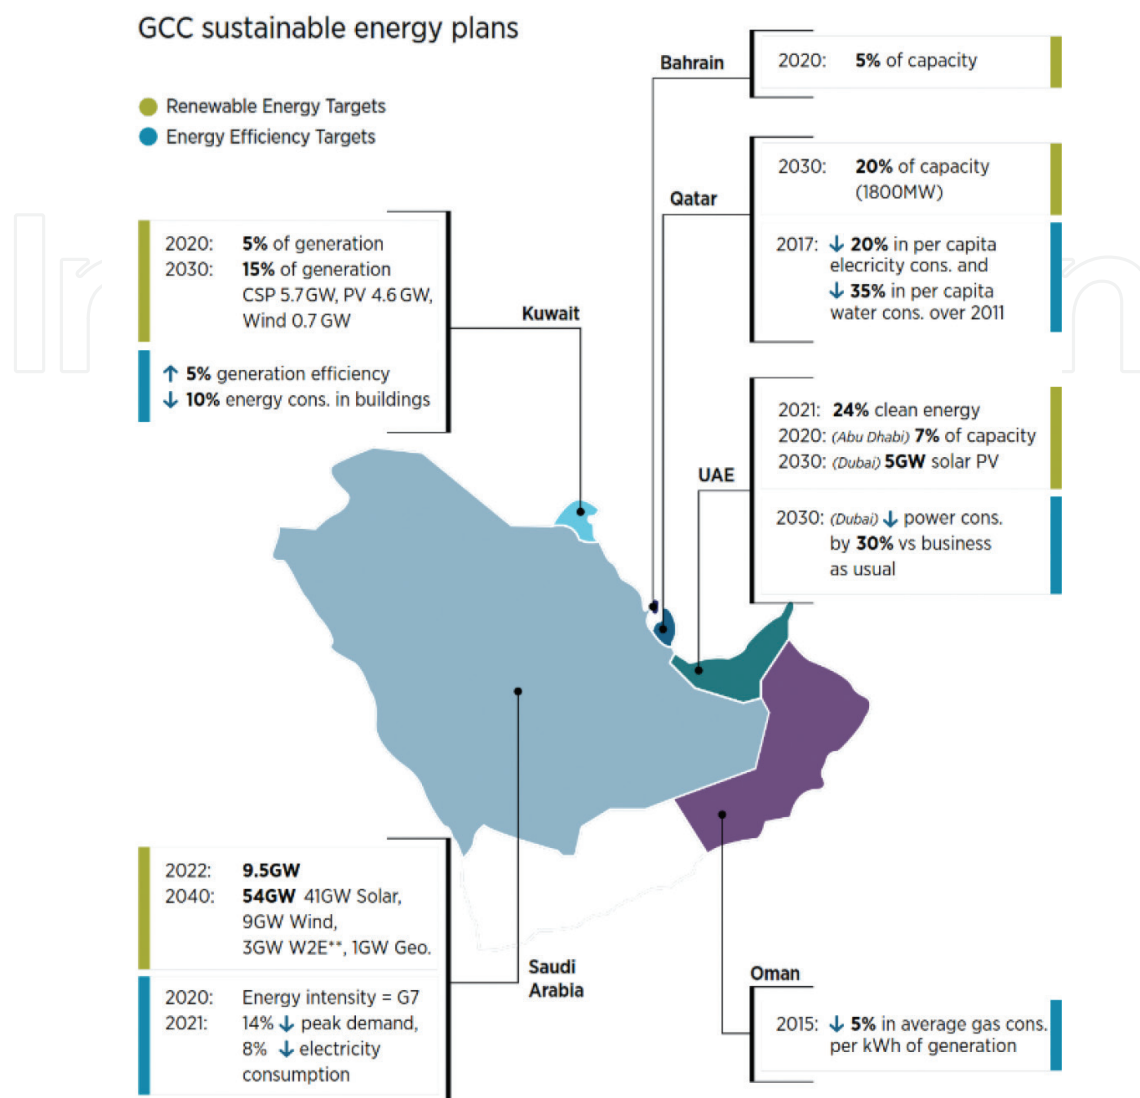 GCC sustainable energy plans
Renewable Energy Targets
Energy Efficiency Targets
Bahrain
2020: 5% of capacity
Qatar
2030: 20% of capacity
(1800MW)
2017: ↓ 20% in per capita
elecricity cons. and
↓ 35% in per capita
water cons. over 2011
Kuwait
2020: 5% of generation
2030: 15% of generation
CSP 5.7 GW, PV 4.6 GW,
Wind 0.7 GW
↑ 5% generation efficiency
↓ 10% energy cons. in buildings
UAE
2021: 24% clean energy
2020: (Abu Dhabi) 7% of capacity
2030: (Dubai) 5GW solar PV
2030: (Dubai) ↓ power cons.
by 30% vs business
as usual
Saudi
Arabia
2022: 9.5GW
2040: 54GW 41GW Solar,
9GW Wind,
3GW W2E**, 1GW Geo.
2020: Energy intensity = G7
2021: 14% ↓ peak demand,
8% ↓ electricity
consumption
Oman
2015: ↓ 5% in average gas cons.
per kWh of generation